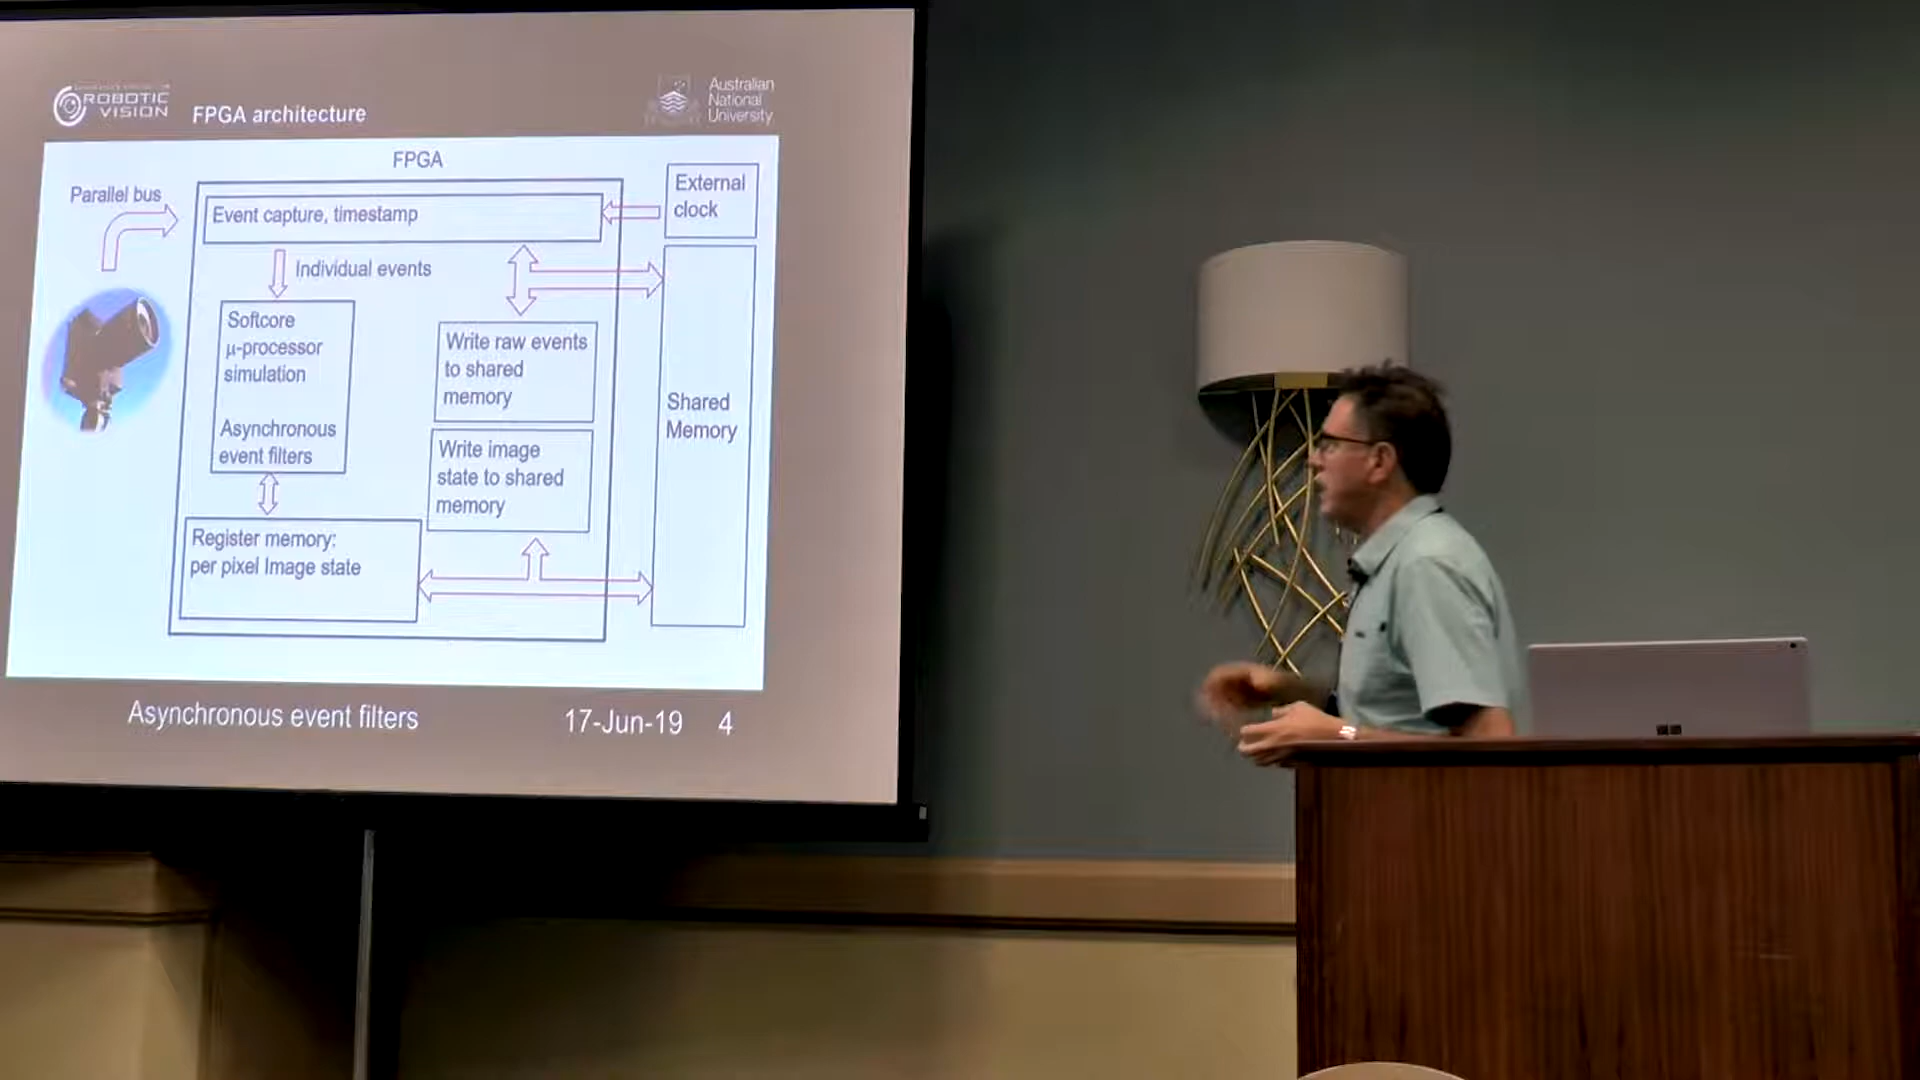 ROBOTIC
VISION
FPGA architecture
Australian
National
University
FPGA
Parallel bus
Event capture, timestamp
External
clock
Individual events
Softcore
µ-processor
simulation
Asynchronous
event filters
Write raw events
to shared
memory
Write image
state to shared
memory
Shared
Memory
Register memory:
per pixel Image state
Asynchronous event filters
17-Jun-19 4